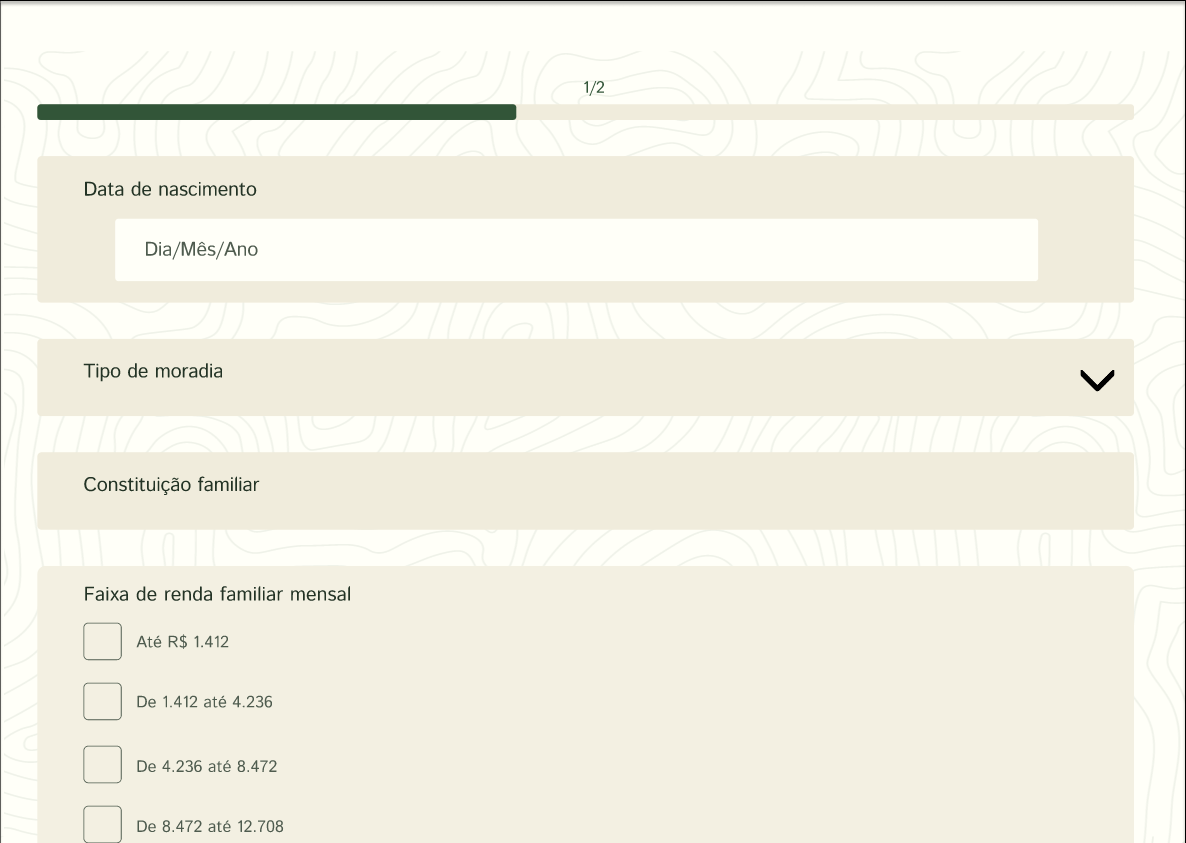 1/2
Data de nascimento
Dia/Mês/Ano
Tipo de moradia
Constituição familiar
Faixa de renda familiar mensal
Até R$ 1.412
De 1.412 até 4.236
De 4.236 até 8.472
De 8.472 até 12.708